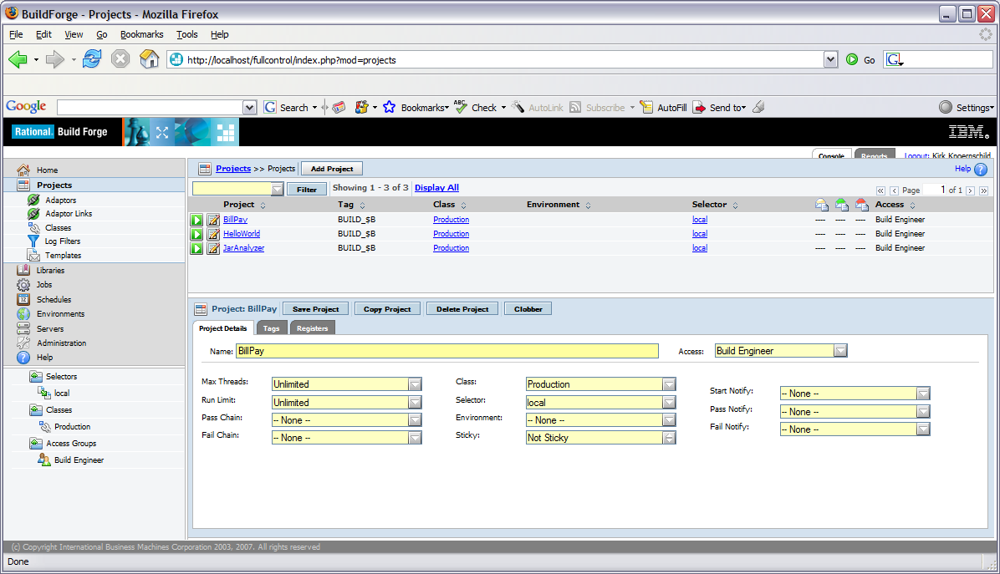 BuildForge - Projects - Mozilla Firefox
File Edit View Go Bookmarks Tools Help
http://localhost/fullcontrol/index.php?mod=projects Go G
Google G Search Bookmarks ABC Check AutoLink Subscribe AutoFill Send to Settings
Rational. Build Forge IBM.
Console Reports Logout: Kirk Knoernschild
Projects >> Projects Add Project Help ?
Filter Showing 1 - 3 of 3 Display All Page 1 of 1
Project Tag Class Environment Selector Access
BillPay BUILD_$B Production local ---- ---- ---- Build Engineer
HelloWorld BUILD_$B Production local ---- ---- ---- Build Engineer
JarAnalyzer BUILD_$B Production local ---- ---- ---- Build Engineer
Home
Projects
Adaptors
Adaptor Links
Classes
Log Filters
Templates
Libraries
Jobs
Schedules
Environments
Servers
Administration
Help
Selectors
local
Classes
Production
Access Groups
Build Engineer
Project: BillPay Save Project Copy Project Delete Project Clobber
Project Details Tags Registers
Name: BillPay Access: Build Engineer
Max Threads: Unlimited Class: Production Start Notify: -- None --
Run Limit: Unlimited Selector: local Pass Notify: -- None --
Pass Chain: -- None -- Environment: -- None -- Fail Notify: -- None --
Fail Chain: -- None -- Sticky: Not Sticky
(c) Copyright International Business Machines Corporation 2003, 2007. All rights reserved
Done